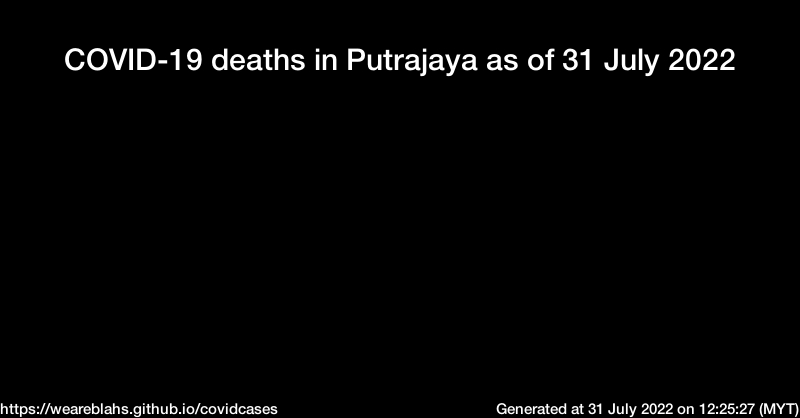 COVID-19 deaths in Putrajaya as of 31 July 2022
https://weareblahs.github.io/covidcases
Generated at 31 July 2022 on 12:25:27 (MYT)